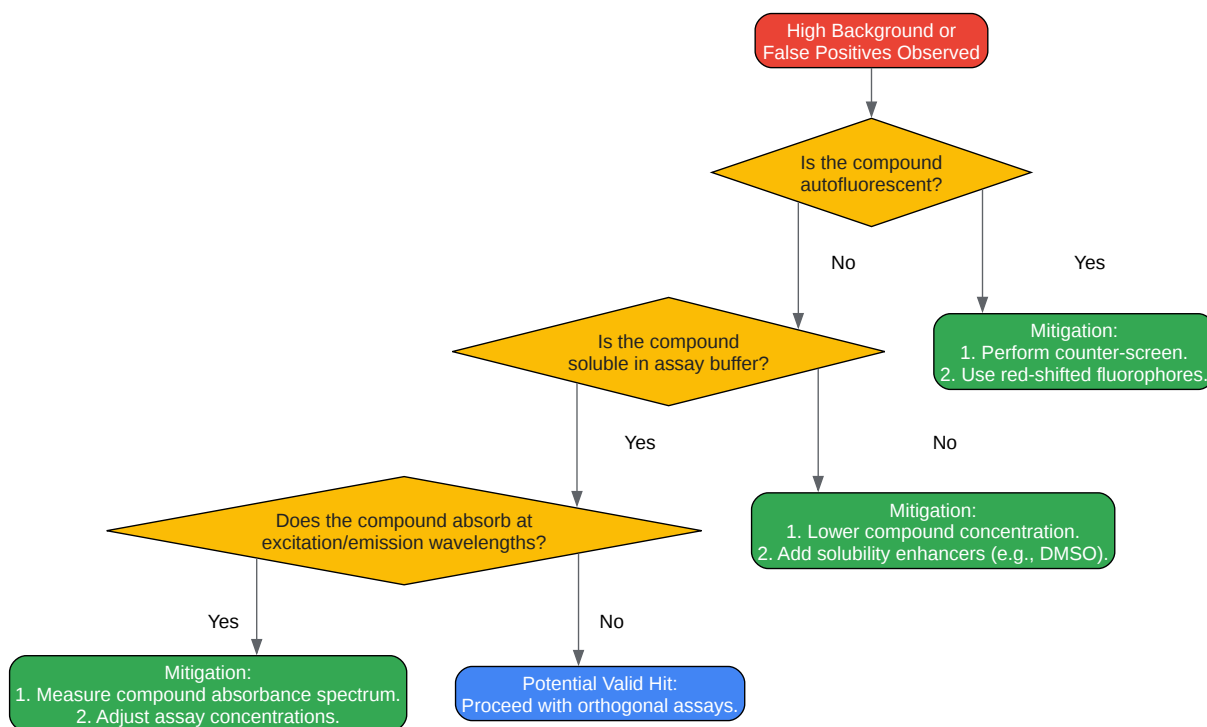 High Background or
False Positives Observed
Is the compound
autofluorescent?
No
Yes
Is the compound
soluble in assay buffer?
Mitigation:
1. Perform counter-screen.
2. Use red-shifted fluorophores.
Yes
No
Does the compound absorb at
excitation/emission wavelengths?
Mitigation:
1. Lower compound concentration.
2. Add solubility enhancers (e.g., DMSO).
Yes
No
Mitigation:
1. Measure compound absorbance spectrum.
2. Adjust assay concentrations.
Potential Valid Hit:
Proceed with orthogonal assays.